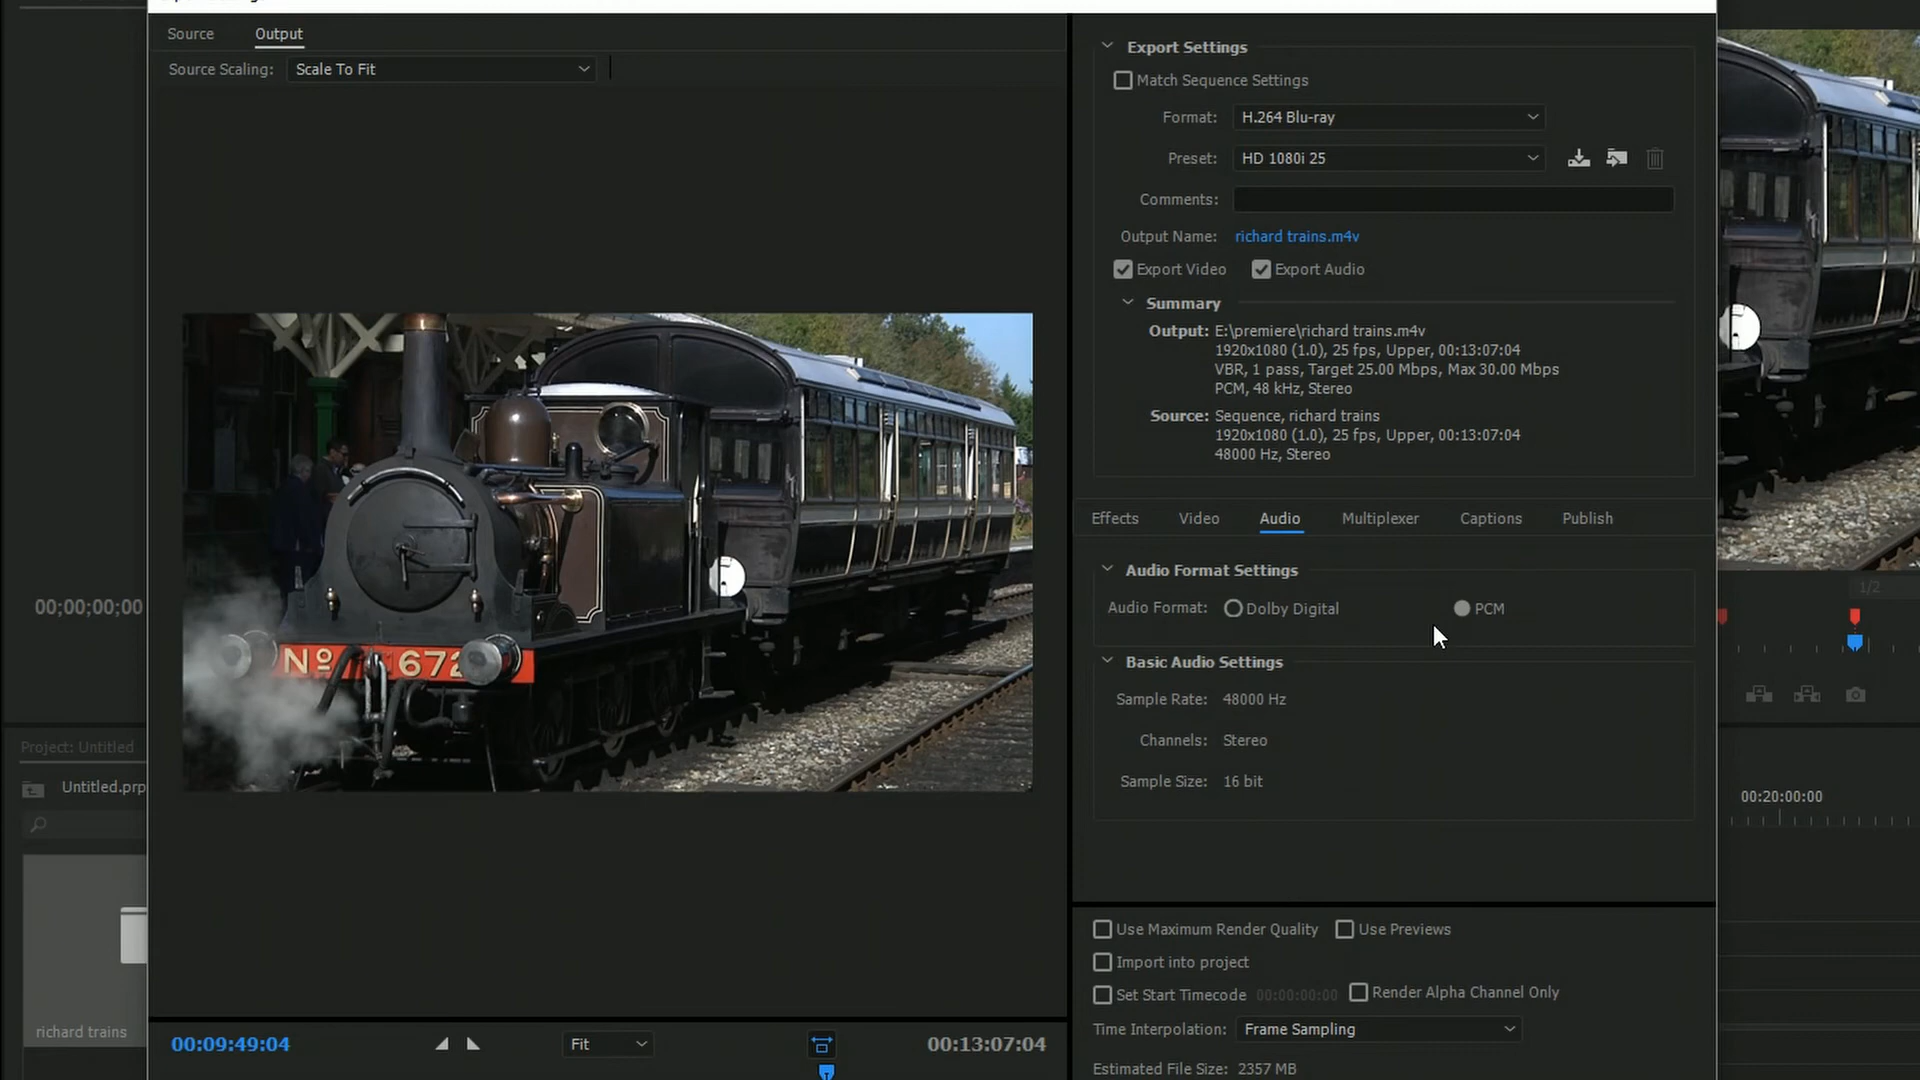 Source Output
Source Scaling: Scale To Fit
Export Settings
Match Sequence Settings
Format: H.264 Blu-ray
Preset: HD 1080i 25
Comments:
Output Name: richard trains.m4v
Export Video Export Audio
Summary
Output: E:\premiere\richard trains.m4v
1920x1080 (1.0), 25 fps, Upper, 00:13:07:04
VBR, 1 pass, Target 25.00 Mbps, Max 30.00 Mbps
PCM, 48 kHz, Stereo
Source: Sequence, richard trains
1920x1080 (1.0), 25 fps, Upper, 00:13:07:04
48000 Hz, Stereo
Effects Video Audio Multiplexer Captions Publish
Audio Format Settings
Audio Format: Dolby Digital PCM
Basic Audio Settings
Sample Rate: 48000 Hz
Channels: Stereo
Sample Size: 16 bit
Use Maximum Render Quality Use Previews
Import into project
Set Start Timecode 00:00:00:00 Render Alpha Channel Only
Time Interpolation: Frame Sampling
Estimated File Size: 2357 MB
Nº 672
00:09:49:04 Fit 00:13:07:04
00;00;00;00
Project: Untitled
Untitled.prp
richard trains
1/2
00:20:00:00